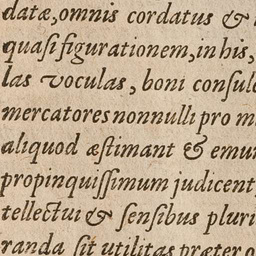 datæ, omnis cordatus &
quaſi figurationem, in his,
las voculas, boni conſul
mercatores nonnulli pro m
aliquod æſtimant & emu
propinquiſſimum judicent
tellectui & ſenſibus pluri
randa ſit utilitas præter o